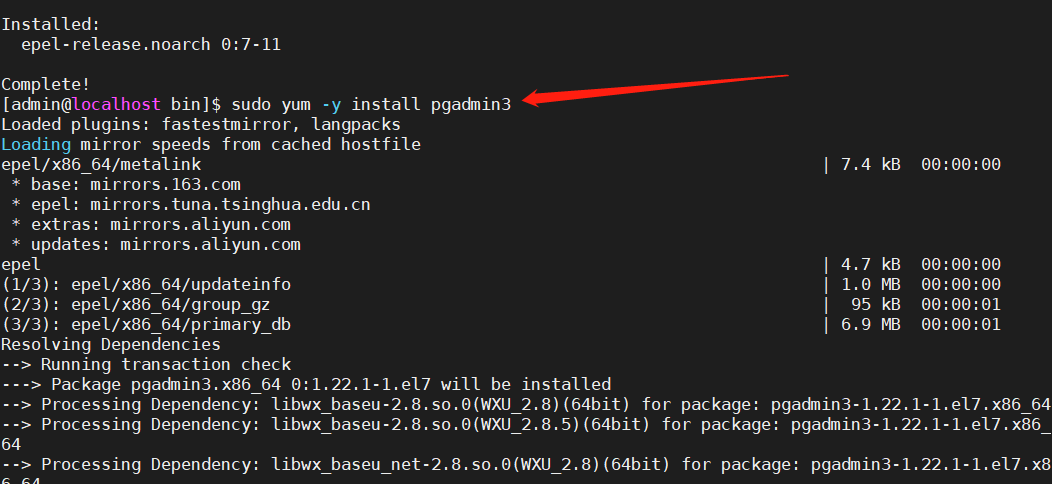 Installed:
  epel-release.noarch 0:7-11
Complete!
[admin@localhost bin]$ sudo yum -y install pgadmin3
Loaded plugins: fastestmirror, langpacks
Loading mirror speeds from cached hostfile
epel/x86_64/metalink | 7.4 kB 00:00:00
 * base: mirrors.163.com
 * epel: mirrors.tuna.tsinghua.edu.cn
 * extras: mirrors.aliyun.com
 * updates: mirrors.aliyun.com
epel | 4.7 kB 00:00:00
(1/3): epel/x86_64/updateinfo | 1.0 MB 00:00:00
(2/3): epel/x86_64/group_gz | 95 kB 00:00:01
(3/3): epel/x86_64/primary_db | 6.9 MB 00:00:01
Resolving Dependencies
--> Running transaction check
---> Package pgadmin3.x86_64 0:1.22.1-1.el7 will be installed
--> Processing Dependency: libwx_baseu-2.8.so.0(WXU_2.8)(64bit) for package: pgadmin3-1.22.1-1.el7.x86_64
--> Processing Dependency: libwx_baseu-2.8.so.0(WXU_2.8.5)(64bit) for package: pgadmin3-1.22.1-1.el7.x86_
64
--> Processing Dependency: libwx_baseu_net-2.8.so.0(WXU_2.8)(64bit) for package: pgadmin3-1.22.1-1.el7.x8
6_64